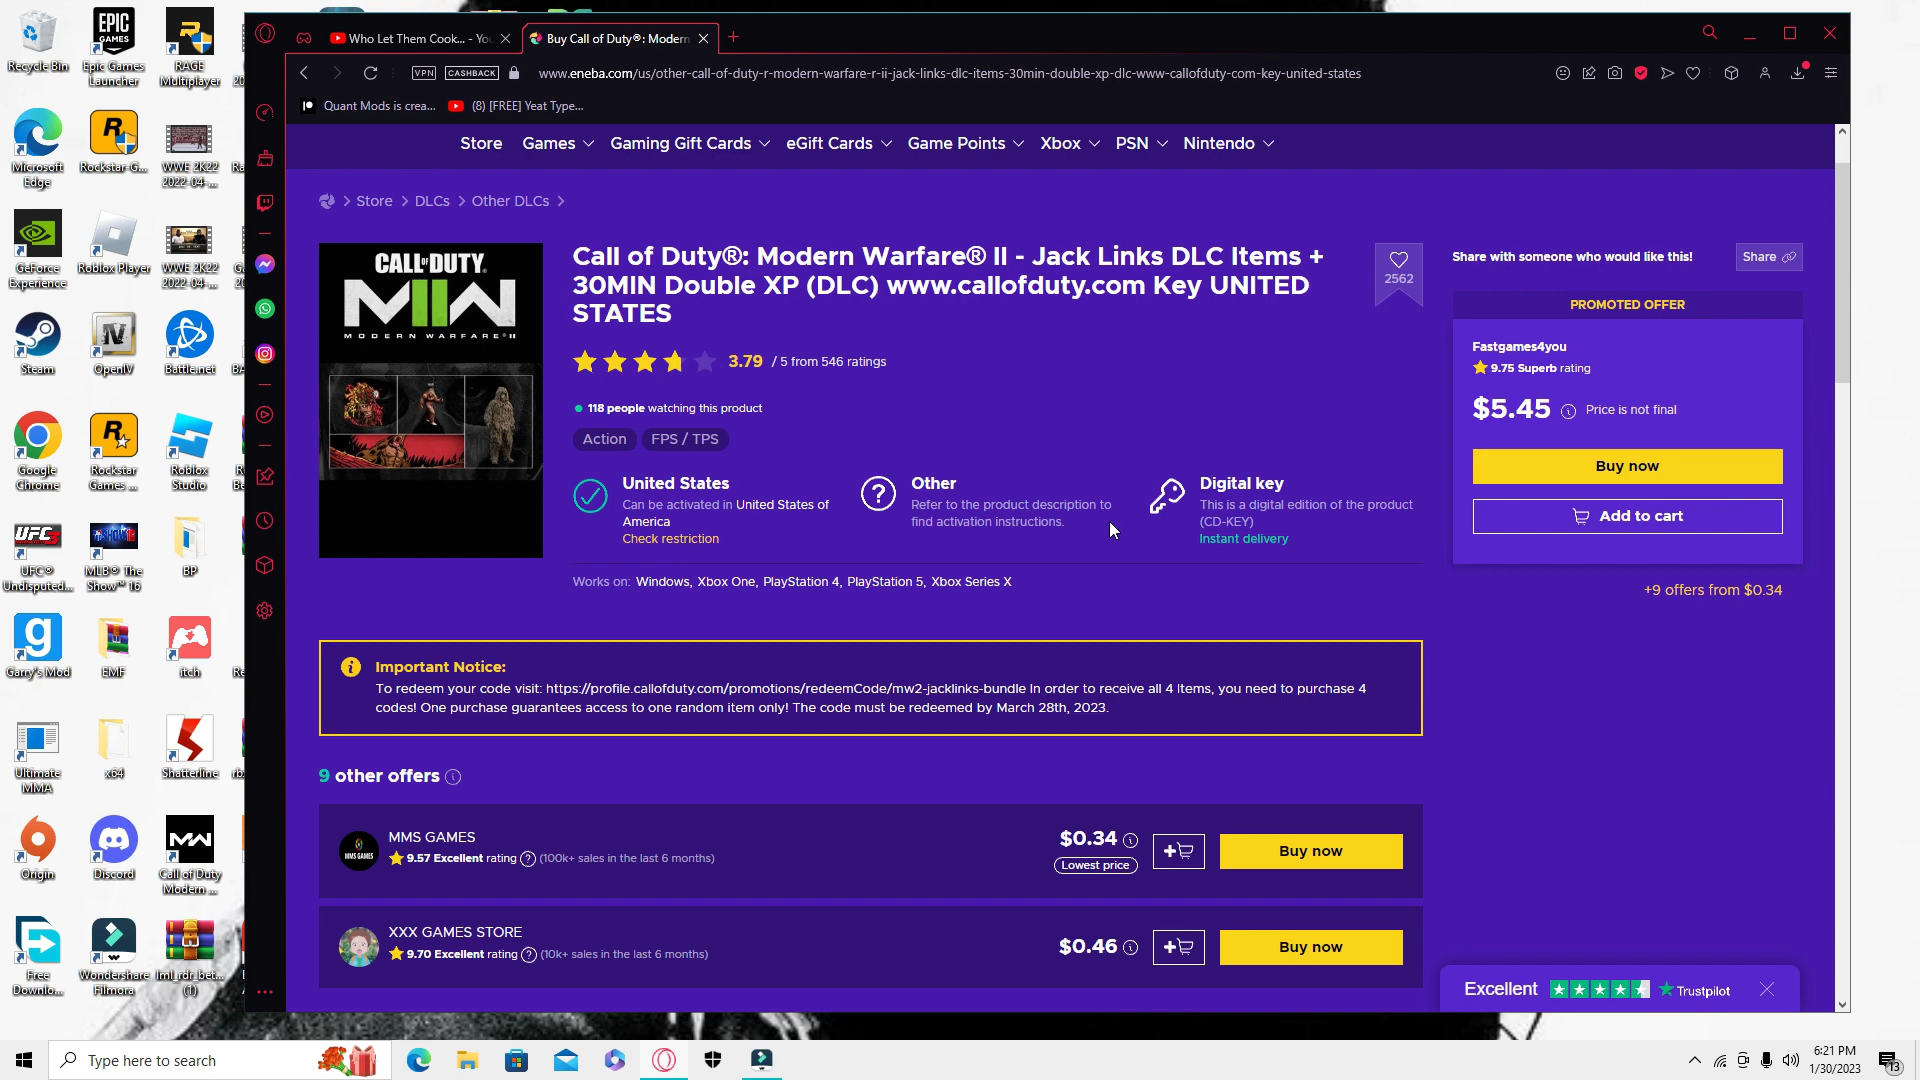 Who Let Them Cook... - You
Buy Call of Duty®: Modern
VPN
CASHBACK
www.eneba.com/us/other-call-of-duty-r-modern-warfare-r-ii-jack-links-dlc-items-30min-double-xp-dlc-www-callofduty-com-key-united-states
Quant Mods is crea...
(8) [FREE] Yeat Type...
Store
Games
Gaming Gift Cards
eGift Cards
Game Points
Xbox
PSN
Nintendo
Store
DLCs
Other DLCs
CALL OF DUTY
MWII
MODERN WARFARE II
Call of Duty®: Modern Warfare® II - Jack Links DLC Items +
30MIN Double XP (DLC) www.callofduty.com Key UNITED
STATES
2562
3.79 / 5 from 546 ratings
118 people watching this product
Action
FPS / TPS
United States
Can be activated in United States of
America
Check restriction
Other
Refer to the product description to
find activation instructions.
Digital key
This is a digital edition of the product
(CD-KEY)
Instant delivery
Works on: Windows, Xbox One, PlayStation 4, PlayStation 5, Xbox Series X
Share with someone who would like this!
Share
PROMOTED OFFER
Fastgames4you
9.75 Superb rating
$5.45
Price is not final
Buy now
Add to cart
+9 offers from $0.34
Important Notice:
To redeem your code visit: https://profile.callofduty.com/promotions/redeemCode/mw2-jacklinks-bundle In order to receive all 4 Items, you need to purchase 4
codes! One purchase guarantees access to one random item only! The code must be redeemed by March 28th, 2023.
9 other offers
MMS GAMES
MMS GAMES
9.57 Excellent rating
(100k+ sales in the last 6 months)
$0.34
Lowest price
Buy now
XXX GAMES STORE
9.70 Excellent rating
(10k+ sales in the last 6 months)
$0.46
Buy now
Excellent
Trustpilot
Recycle Bin
EPIC
GAMES
Epic Games
Launcher
RAGE
Multiplayer
Microsoft
Edge
Rockstar-G...
WWE 2K22
2022-04-...
GeForce
Experience
Roblox Player
WWE 2K22
2022-04-...
Steam
OpenIV
Battle.net
Google
Chrome
Rockstar
Games ...
Roblox
Studio
UFC 3
UFC®
Undisputed...
MLB® The
Show™ 16
BP
Garry's Mod
EMF
itch
Ultimate
MMA
x64
Shatterline
Origin
Discord
Call of Duty
Modern ...
Free
Downlo...
Wondershare
Filmora
lml_rdr_bet...
(1)
Type here to search
6:21 PM
1/30/2023
13